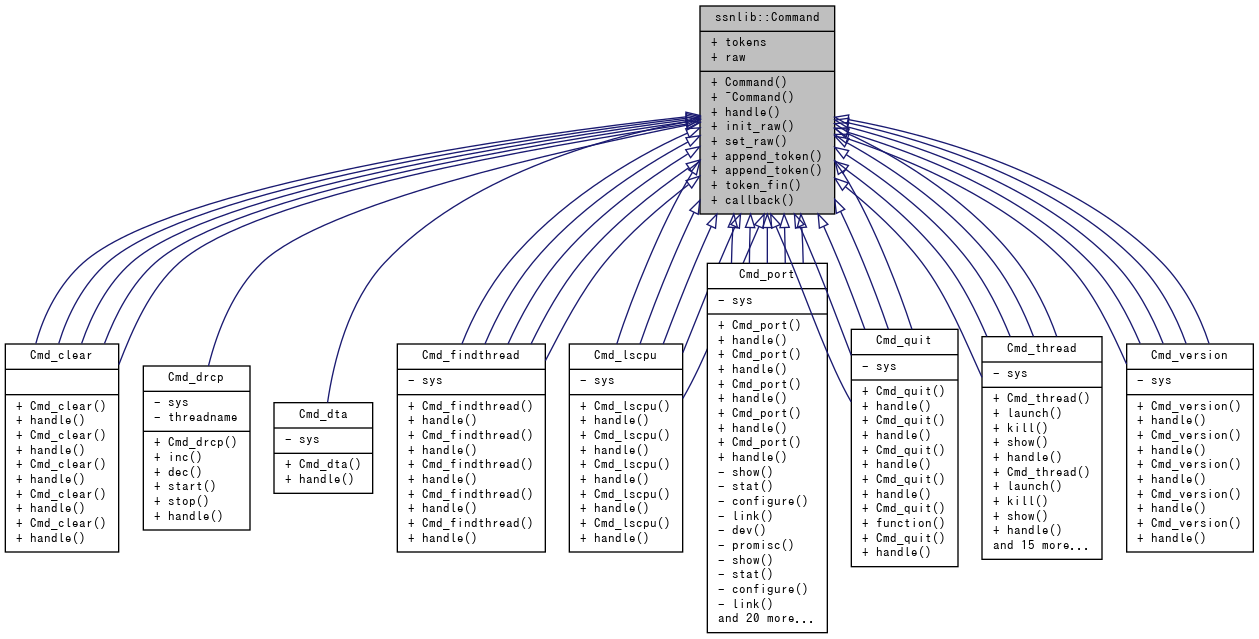 ssnlib::Command
+ tokens
+ raw
+ Command()
+ ~Command()
+ handle()
+ init_raw()
+ set_raw()
+ append_token()
+ append_token()
+ token_fin()
+ callback()
Cmd_clear
+ Cmd_clear()
+ handle()
+ Cmd_clear()
+ handle()
+ Cmd_clear()
+ handle()
+ Cmd_clear()
+ handle()
+ Cmd_clear()
+ handle()
Cmd_drcp
- sys
- threadname
+ Cmd_drcp()
+ inc()
+ dec()
+ start()
+ stop()
+ handle()
Cmd_dta
- sys
+ Cmd_dta()
+ handle()
Cmd_findthread
- sys
+ Cmd_findthread()
+ handle()
+ Cmd_findthread()
+ handle()
+ Cmd_findthread()
+ handle()
+ Cmd_findthread()
+ handle()
+ Cmd_findthread()
+ handle()
Cmd_lscpu
- sys
+ Cmd_lscpu()
+ handle()
+ Cmd_lscpu()
+ handle()
+ Cmd_lscpu()
+ handle()
+ Cmd_lscpu()
+ handle()
+ Cmd_lscpu()
+ handle()
Cmd_port
- sys
+ Cmd_port()
+ handle()
+ Cmd_port()
+ handle()
+ Cmd_port()
+ handle()
+ Cmd_port()
+ handle()
+ Cmd_port()
+ handle()
- show()
- stat()
- configure()
- link()
- dev()
- promisc()
- show()
- stat()
- configure()
- link()
and 20 more...
Cmd_quit
- sys
+ Cmd_quit()
+ handle()
+ Cmd_quit()
+ handle()
+ Cmd_quit()
+ handle()
+ Cmd_quit()
+ handle()
+ Cmd_quit()
+ function()
+ Cmd_quit()
+ handle()
Cmd_thread
- sys
+ Cmd_thread()
+ launch()
+ kill()
+ show()
+ handle()
+ Cmd_thread()
+ launch()
+ kill()
+ show()
+ handle()
and 15 more...
Cmd_version
- sys
+ Cmd_version()
+ handle()
+ Cmd_version()
+ handle()
+ Cmd_version()
+ handle()
+ Cmd_version()
+ handle()
+ Cmd_version()
+ handle()